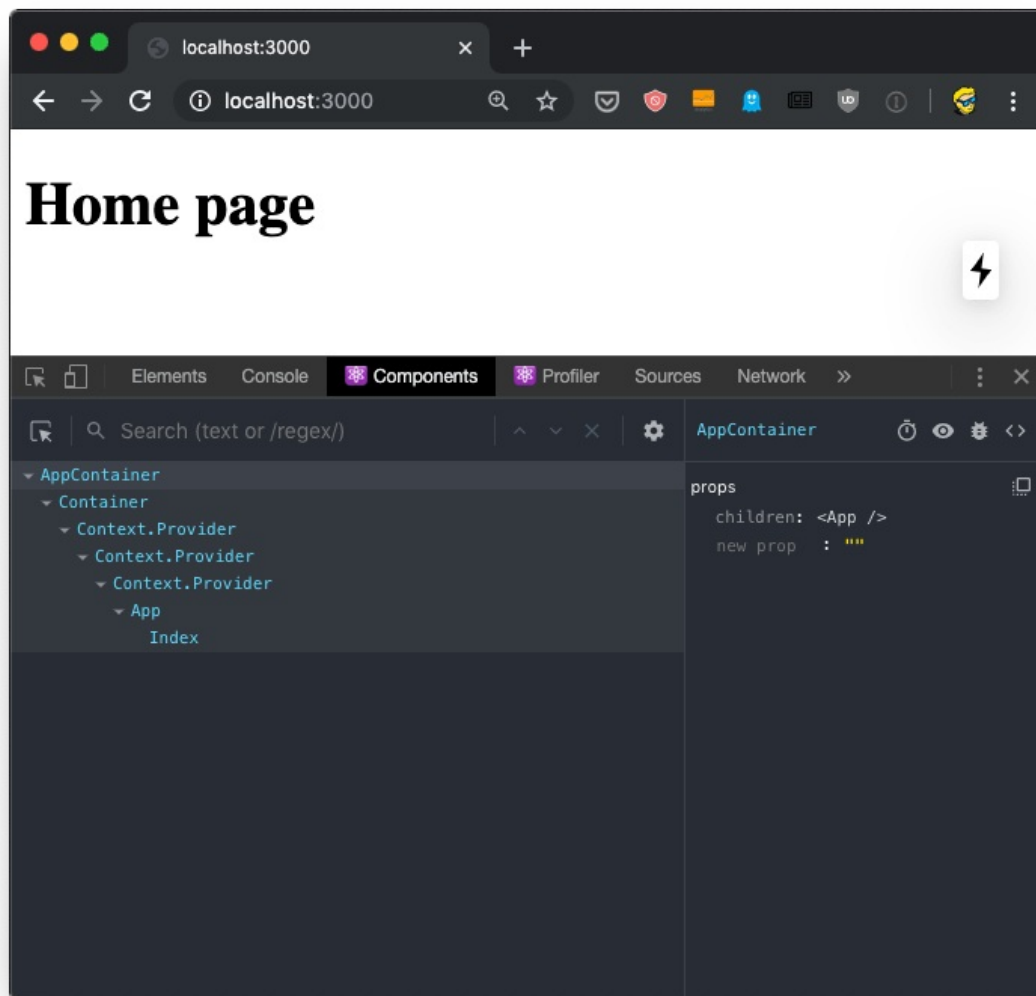 localhost:3000
localhost:3000
UD
Home page
Elements Console Components Profiler Sources Network »
Search (text or /regex/) AppContainer <>
AppContainer
props
Container
children: <App />
Context.Provider
new prop : ""
Context.Provider
Context.Provider
App
Index